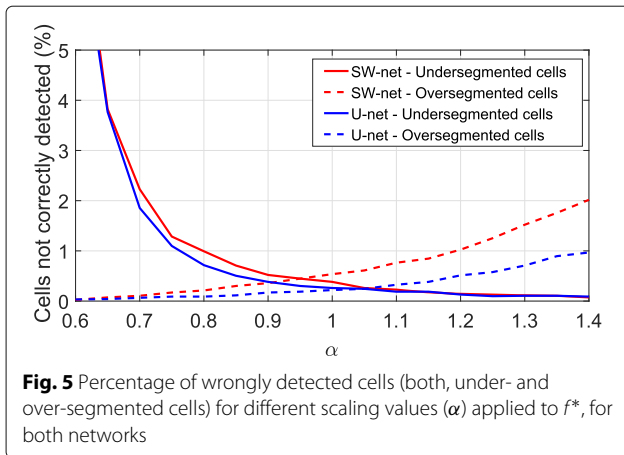 Cells not correctly detected (%)
5
4
3
2
1
0
SW-net - Undersegmented cells
SW-net - Oversegmented cells
U-net - Undersegmented cells
U-net - Oversegmented cells
0.6 0.7 0.8 0.9 1 1.1 1.2 1.3 1.4
α
Fig. 5 Percentage of wrongly detected cells (both, under- and
over-segmented cells) for different scaling values (α) applied to f*, for
both networks